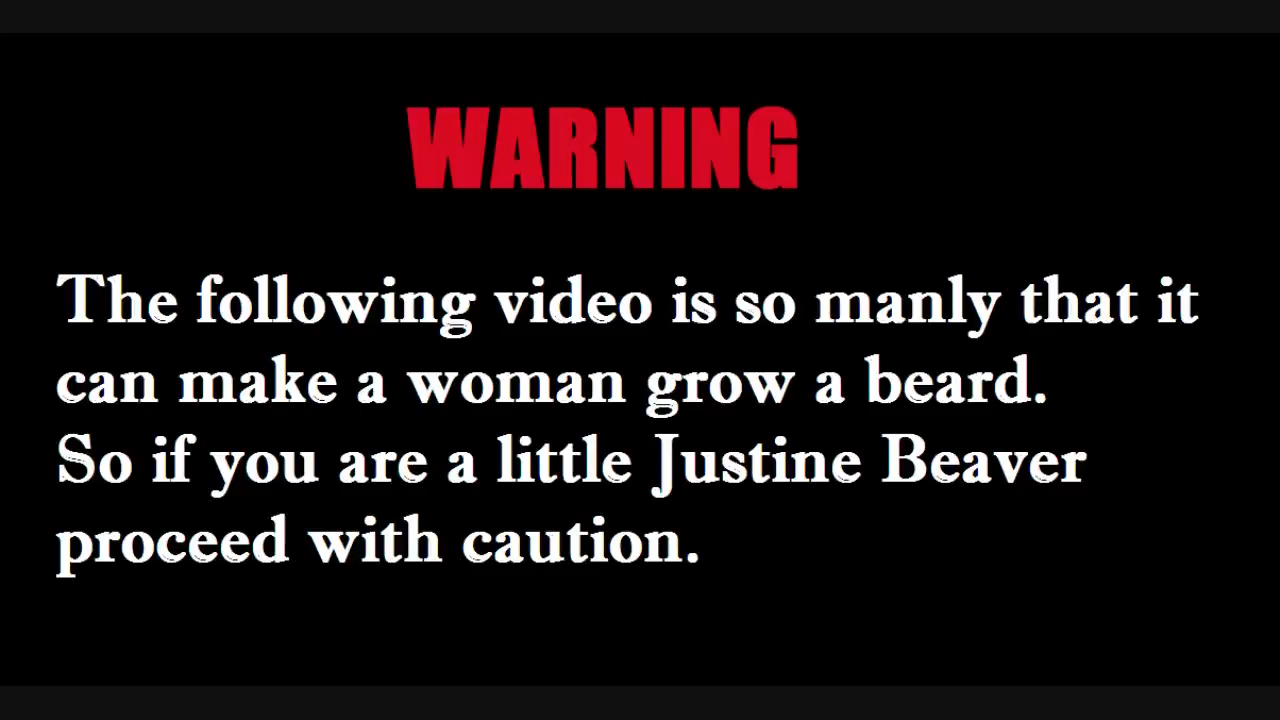 WARNING
The following video is so manly that it
can make a woman grow a beard.
So if you are a little Justine Beaver
proceed with caution.